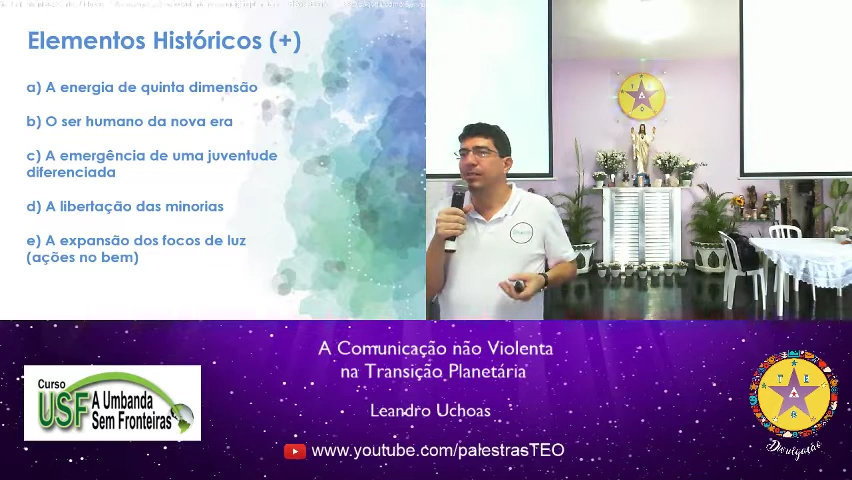 Elementos Históricos (+)
a) A energia de quinta dimensão
b) O ser humano da nova era
c) A emergência de uma juventude
diferenciada
d) A libertação das minorias
e) A expansão dos focos de luz
(ações no bem)
A Comunicação não Violenta
na Transição Planetária
Leandro Uchoas
www.youtube.com/palestrasTEO
Curso
USF A Umbanda
Sem Fronteiras
T E
Divulgação